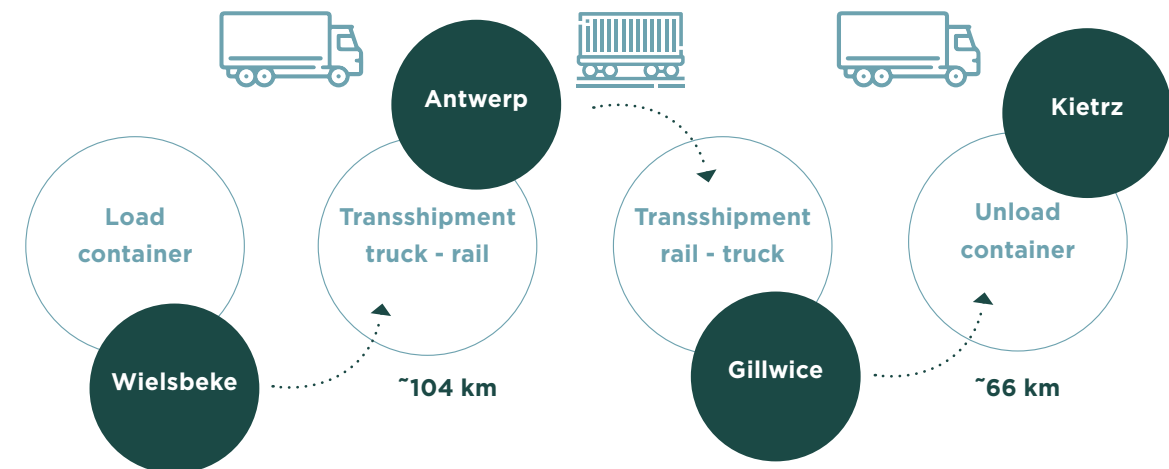 Load
container
Wielsbeke
Antwerp
Transshipment
truck - rail
~104 km
Transshipment
rail - truck
Gillwice
Kietrz
Unload
container
~66 km